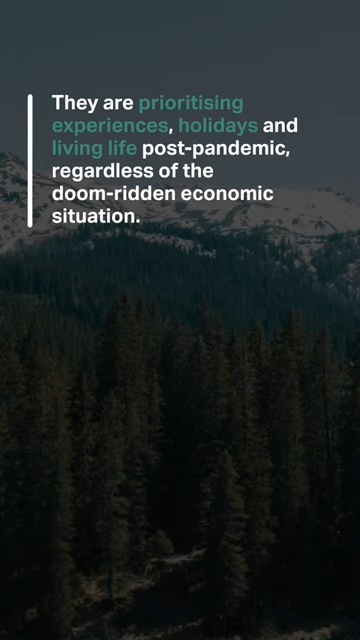 They are prioritising
experiences, holidays and
living life post-pandemic,
regardless of the
doom-ridden economic
situation.